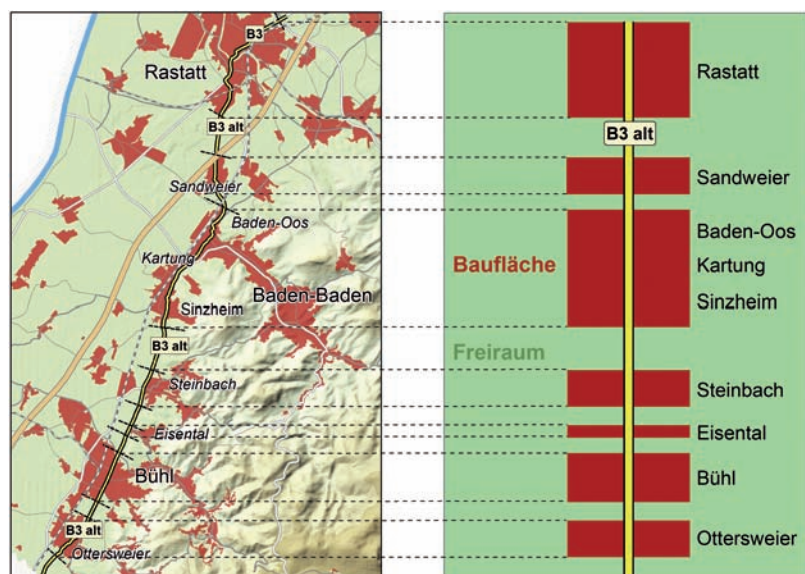 B3
Rastatt
B3 alt
Sandweier
Baden-Oos
Kartung
Baden-Baden
Sinzheim
B3 alt
Steinbach
Eisental
Bühl
B3 alt
Ottersweier
Rastatt
B3 alt
Sandweier
Baden-Oos
Baufläche
Kartung
Sinzheim
Freiraum
Steinbach
Eisental
Bühl
Ottersweier